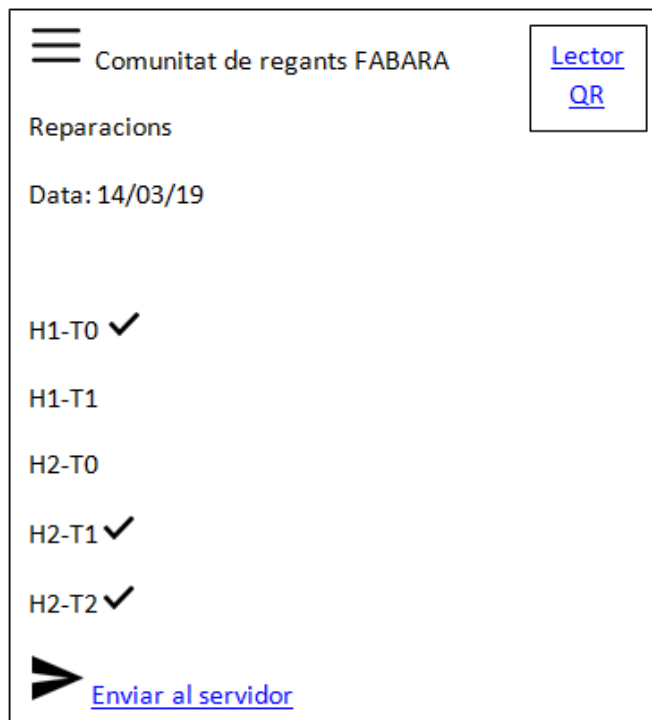 Comunitat de regants FABARA
Lector
QR
Reparacions
Data: 14/03/19
H1-T0
H1-T1
H2-T0
H2-T1
H2-T2
Enviar al servidor